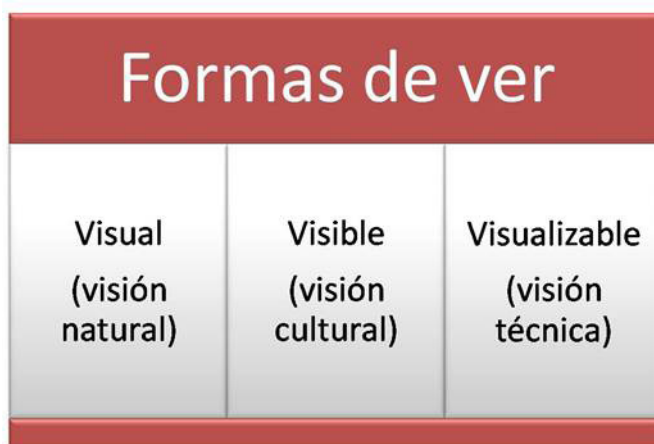 Formas de ver
Visual
(visión
natural)
Visible
(visión
cultural)
Visualizable
(visión
técnica)